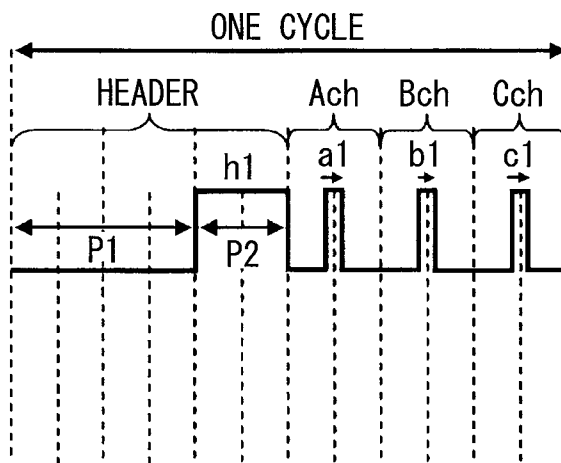 ONE CYCLE
HEADER Ach Bch Cch
h1 a1 b1 c1
P1 P2